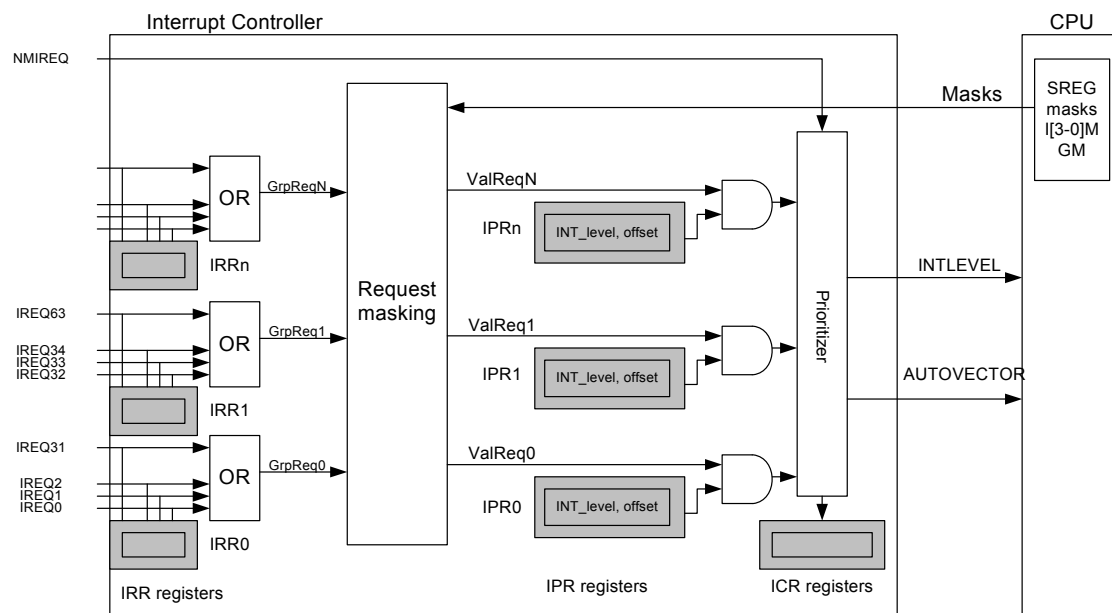 Interrupt Controller
CPU
NMIREQ
Masks
SREG
masks
I[3-0]M
GM
OR
GrpReqN
ValReqN
IRRn
IPRn
INT_level, offset
Request
masking
Prioritizer
INTLEVEL
IREQ63
IREQ34
IREQ33
IREQ32
OR
GrpReq1
ValReq1
IRR1
IPR1
INT_level, offset
AUTOVECTOR
IREQ31
IREQ2
IREQ1
IREQ0
OR
GrpReq0
ValReq0
IRR0
IPR0
INT_level, offset
IRR registers
IPR registers
ICR registers